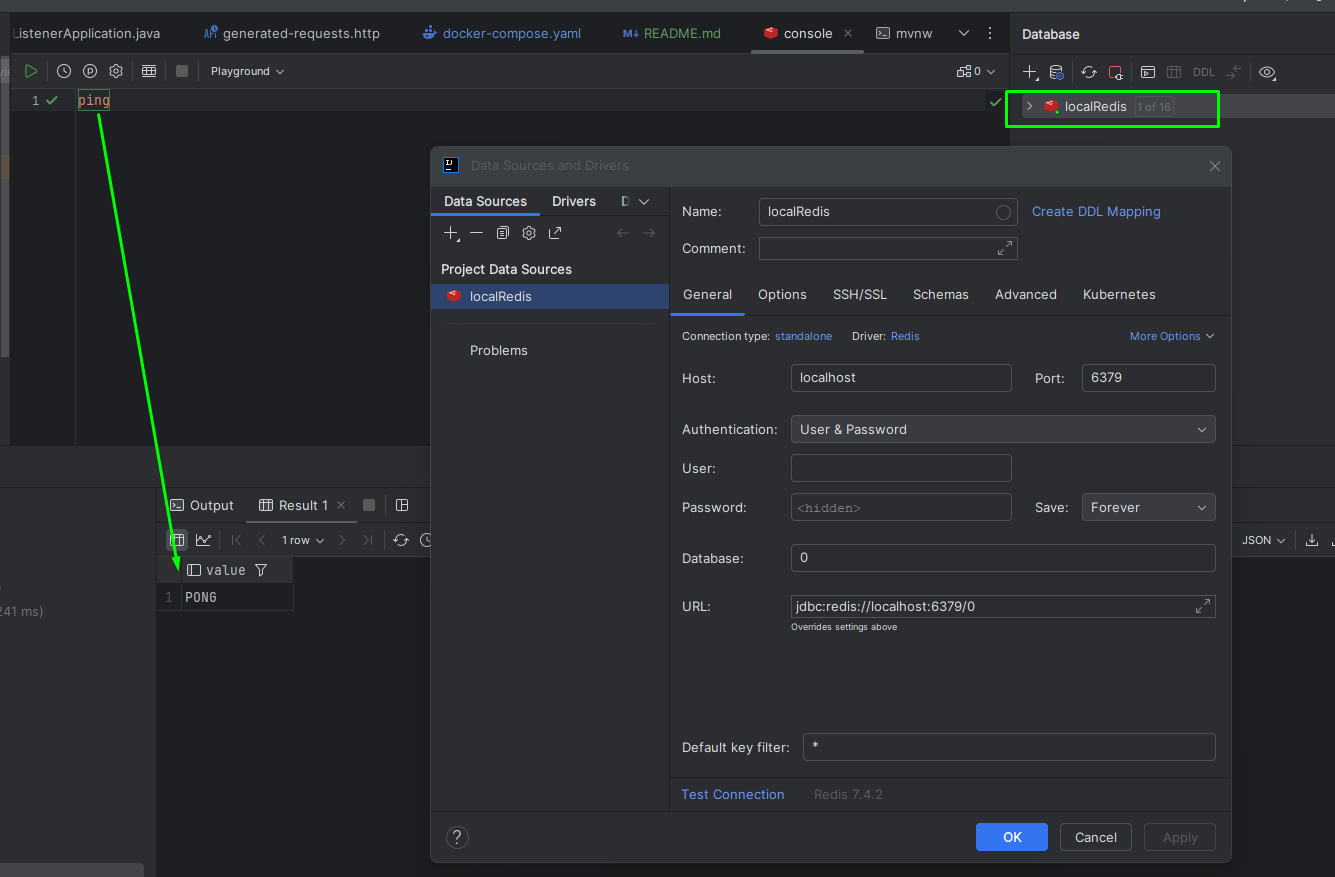 ListenerApplication.java generated-requests.http docker-compose.yaml README.md console mvnw Database
Playground 0 DDL
1 ping
localRedis 1 of 16
Data Sources and Drivers
Data Sources Drivers D
Name: localRedis Create DDL Mapping
Comment:
Project Data Sources
localRedis
Problems
General Options SSH/SSL Schemas Advanced Kubernetes
Connection type: standalone Driver: Redis More Options
Host: localhost Port: 6379
Authentication: User & Password
User:
Password: <hidden> Save: Forever
Database: 0
URL: jdbc:redis://localhost:6379/0
Overrides settings above
Default key filter: *
Test Connection Redis 7.4.2
? OK Cancel Apply
Output Result 1
1 row JSON
value
1 PONG
241 ms)